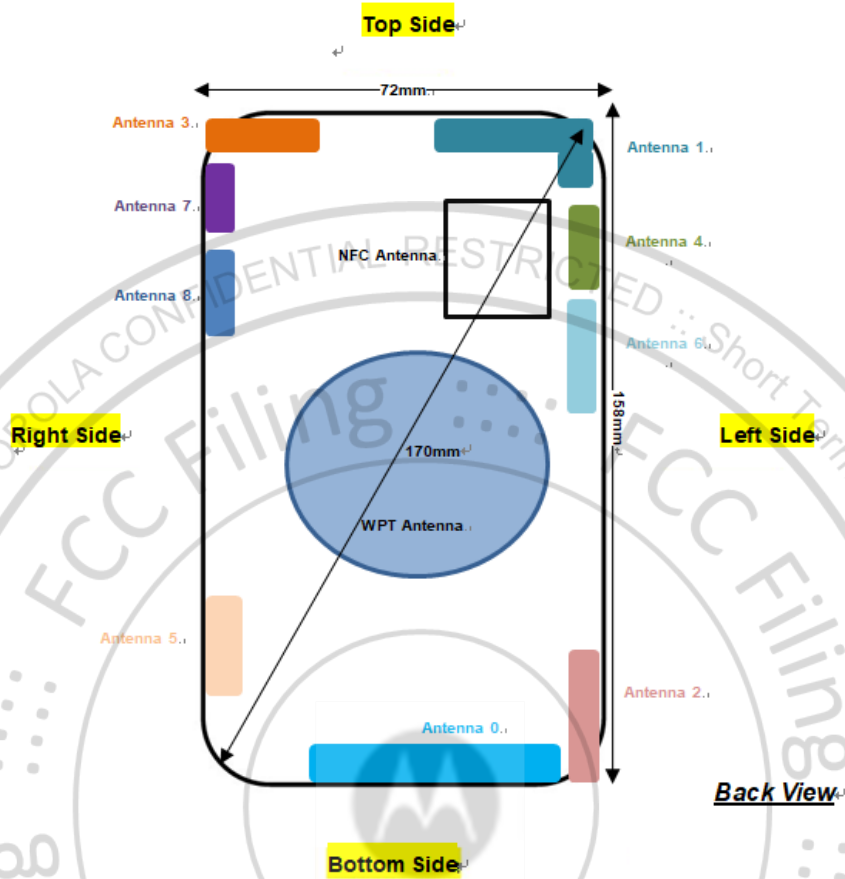 Top Side
72mm
Antenna 3
Antenna 1
Antenna 7
Antenna 4
NFC Antenna
Antenna 8
Antenna 6
158mm
Right Side
Left Side
170mm
WPT Antenna
Antenna 5
Antenna 2
Antenna 0
Back View
Bottom Side
CONFIDENTIAL RESTRICTED :: Short
FCC Filing :::: FCC Filing